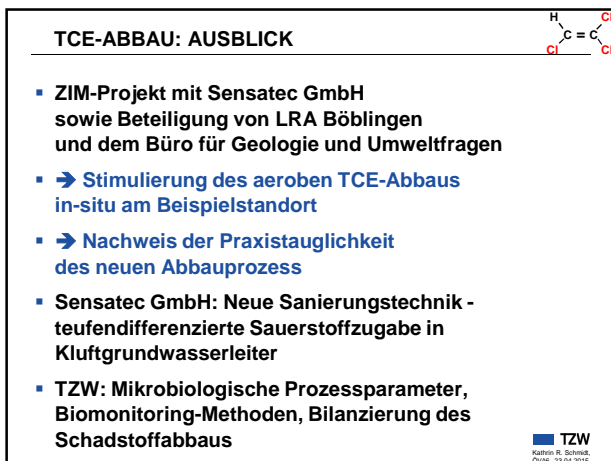 TCE-ABBAU: AUSBLICK
H Cl
C = C
Cl Cl
ZIM-Projekt mit Sensatec GmbH
sowie Beteiligung von LRA Böblingen
und dem Büro für Geologie und Umweltfragen
➔ Stimulierung des aeroben TCE-Abbaus
in-situ am Beispielstandort
➔ Nachweis der Praxistauglichkeit
des neuen Abbauprozess
Sensatec GmbH: Neue Sanierungstechnik -
teufendifferenzierte Sauerstoffzugabe in
Kluftgrundwasserleiter
TZW: Mikrobiologische Prozessparameter,
Biomonitoring-Methoden, Bilanzierung des
Schadstoffabbaus
TZW
Kathrin R. Schmidt,
23.04.2015